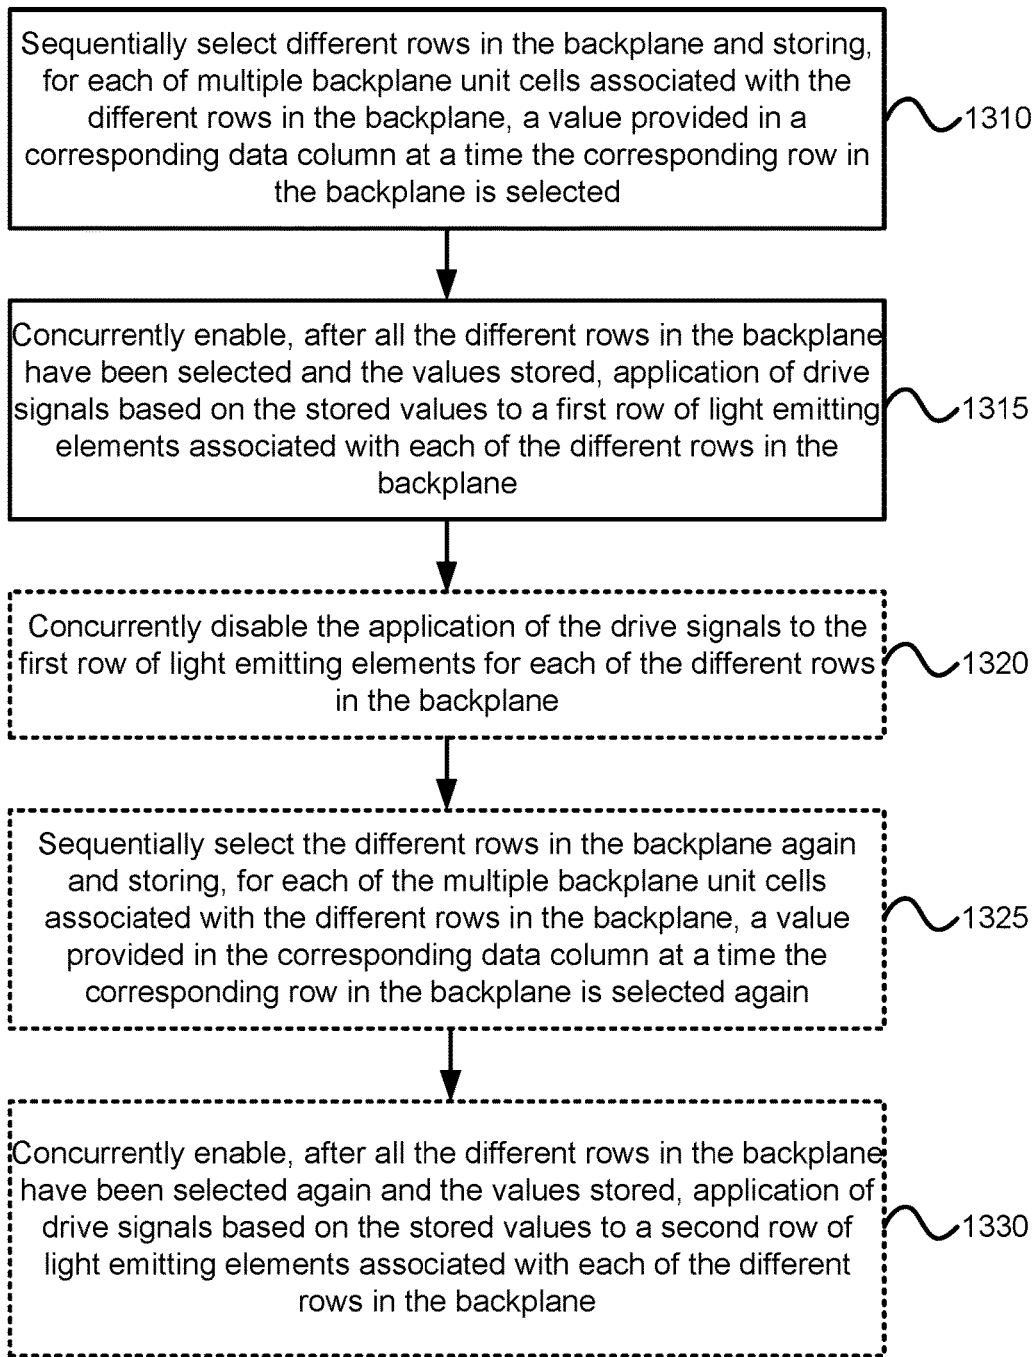 Sequentially select different rows in the backplane and storing,
for each of multiple backplane unit cells associated with the
different rows in the backplane, a value provided in a
corresponding data column at a time the corresponding row in
the backplane is selected
1310
Concurrently enable, after all the different rows in the backplane
have been selected and the values stored, application of drive
signals based on the stored values to a first row of light emitting
elements associated with each of the different rows in the
backplane
1315
Concurrently disable the application of the drive signals to the
first row of light emitting elements for each of the different rows
in the backplane
1320
Sequentially select the different rows in the backplane again
and storing, for each of the multiple backplane unit cells
associated with the different rows in the backplane, a value
provided in the corresponding data column at a time the
corresponding row in the backplane is selected again
1325
Concurrently enable, after all the different rows in the backplane
have been selected again and the values stored, application of
drive signals based on the stored values to a second row of
light emitting elements associated with each of the different
rows in the backplane
1330